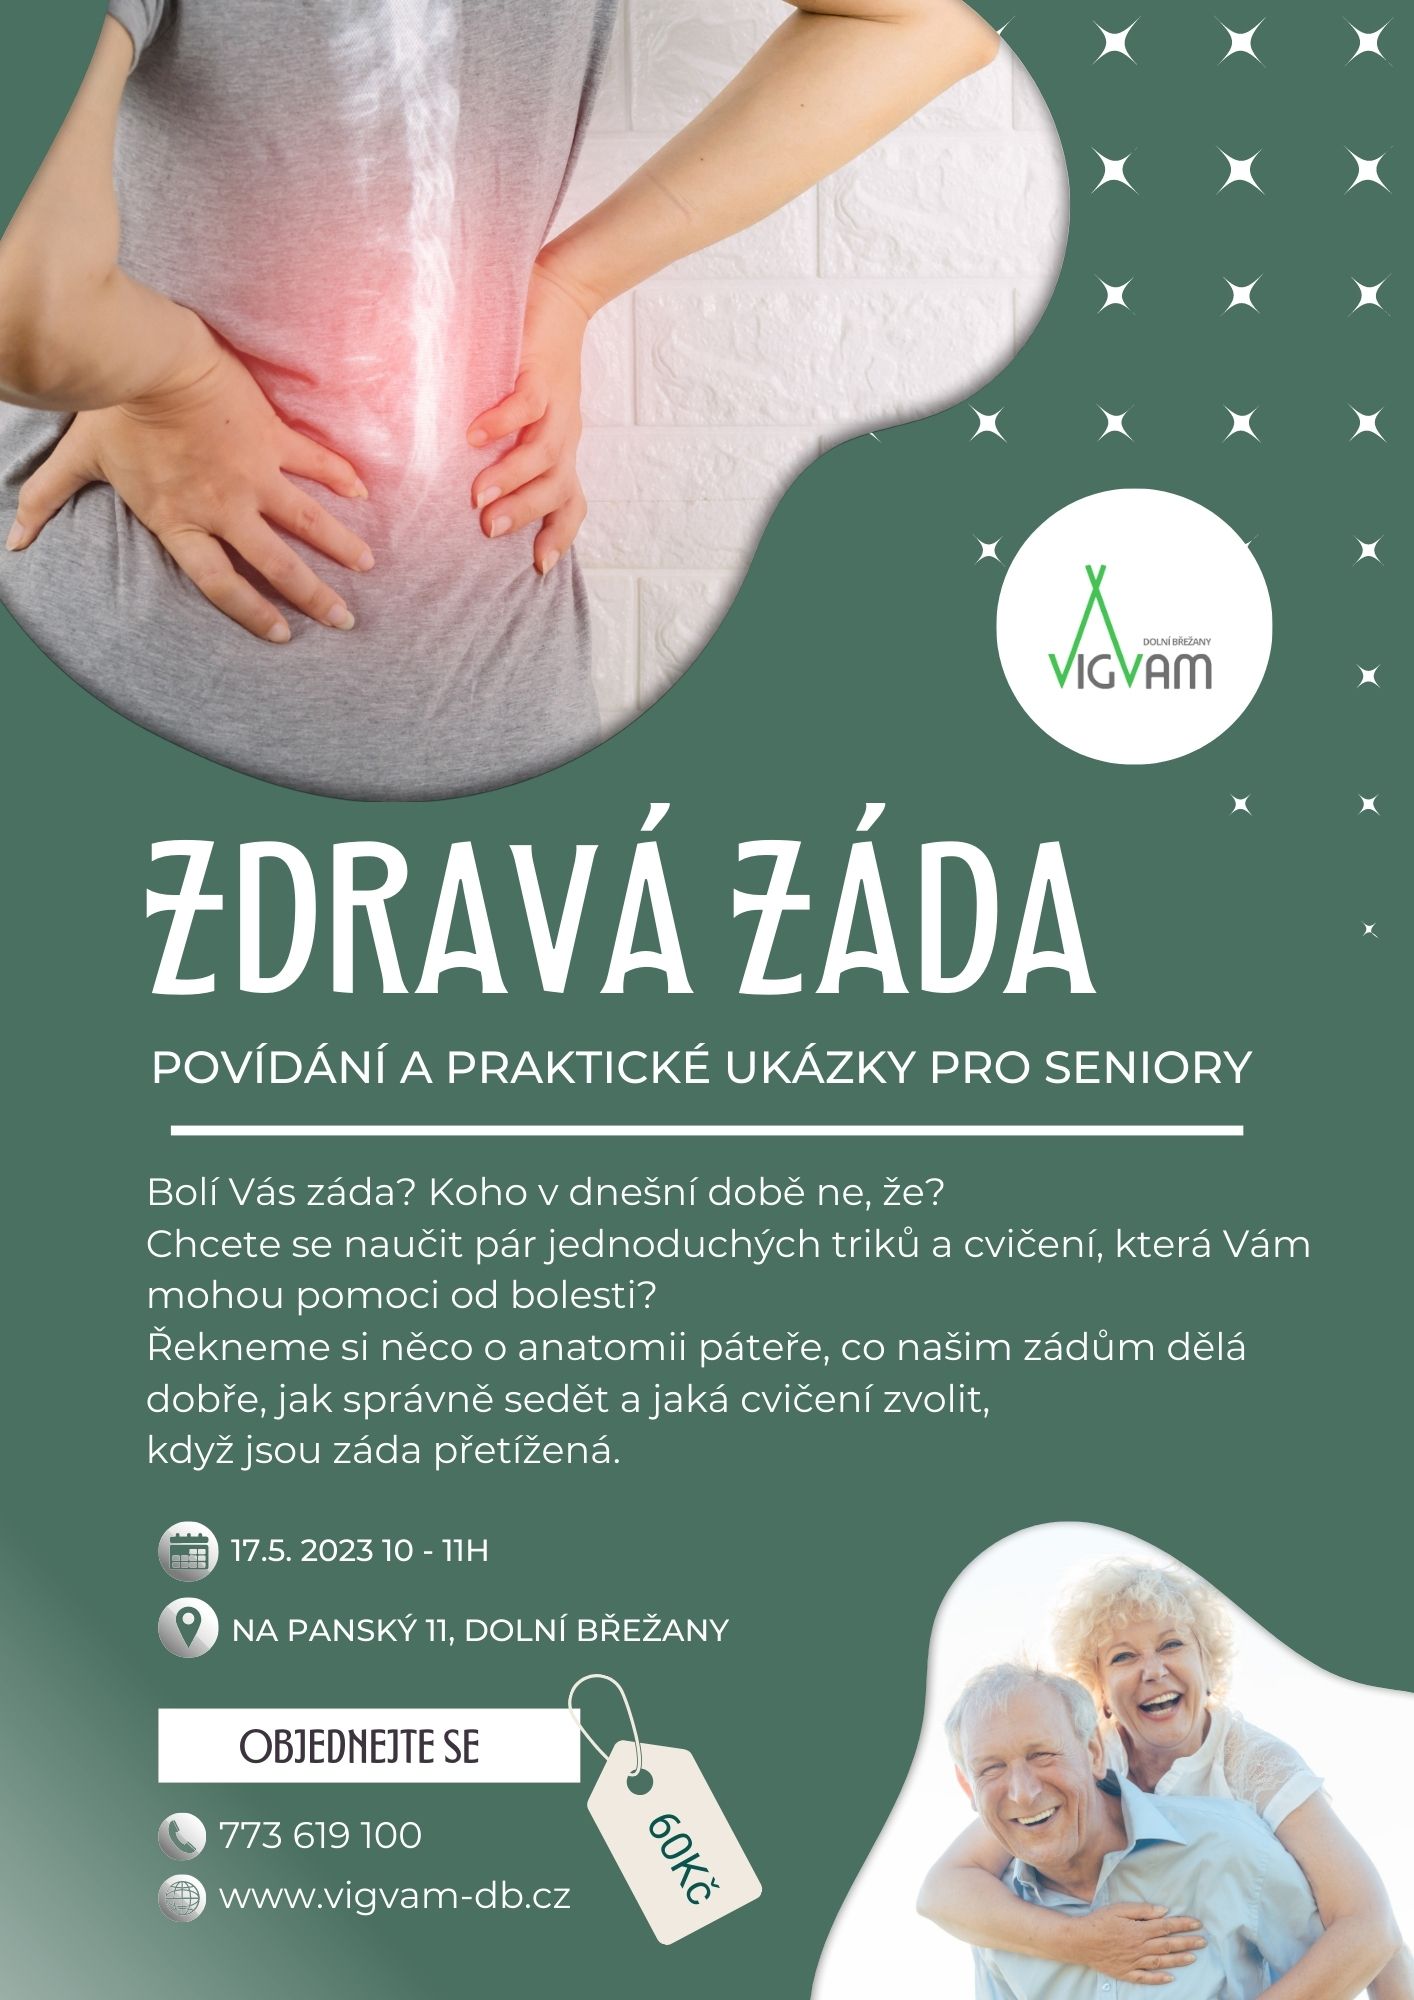 DOLNÍ BŘEŽANY
VIGVAM
ZDRAVÁ ZÁDA
POVÍDÁNÍ A PRAKTICKÉ UKÁZKY PRO SENIORY
Bolí Vás záda? Koho v dnešní době ne, že?
Chcete se naučit pár jednoduchých triků a cvičení, která Vám
mohou pomoci od bolesti?
Řekneme si něco o anatomii páteře, co našim zádům dělá
dobře, jak správně sedět a jaká cvičení zvolit,
když jsou záda přetížená.
17.5. 2023 10 - 11H
NA PANSKÝ 11, DOLNÍ BŘEŽANY
OBJEDNEJTE SE
60Kč
773 619 100
www.vigvam-db.cz